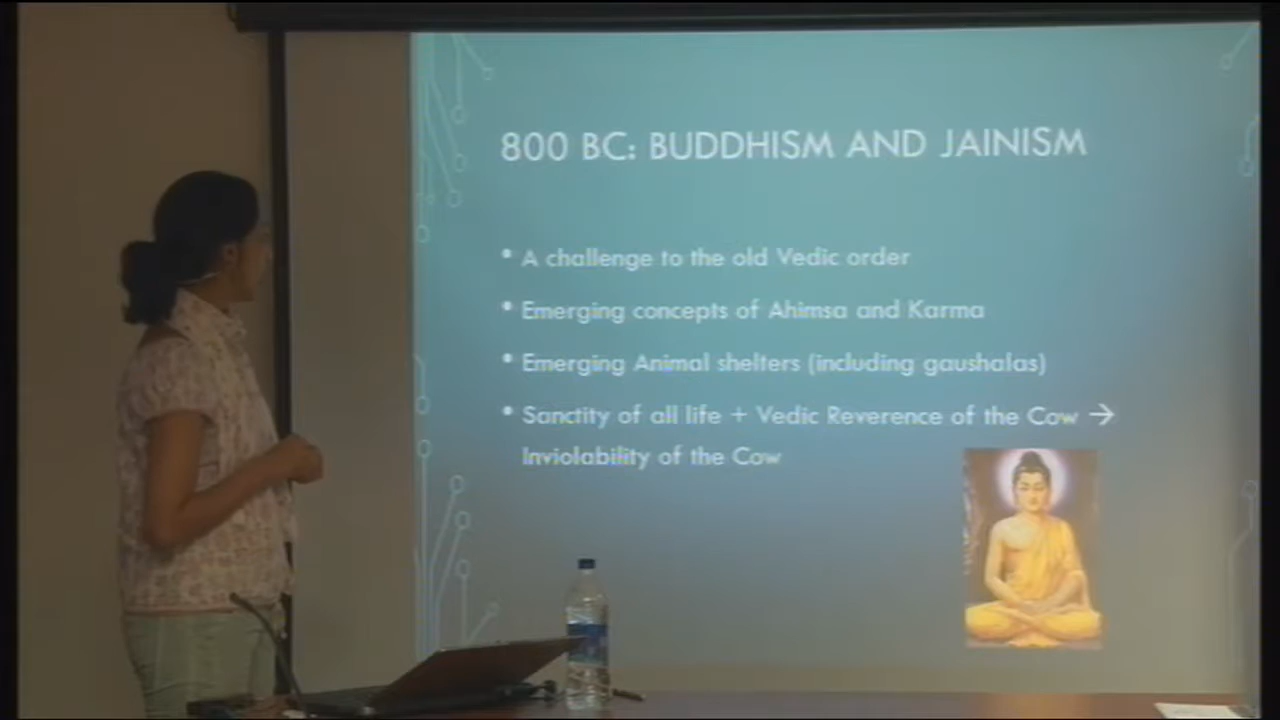 800 BC: BUDDHISM AND JAINISM
• A challenge to the old Vedic order
• Emerging concepts of Ahimsa and Karma
• Emerging Animal shelters (including gaushalas)
• Sanctity of all life + Vedic Reverence of the Cow →
Inviolability of the Cow